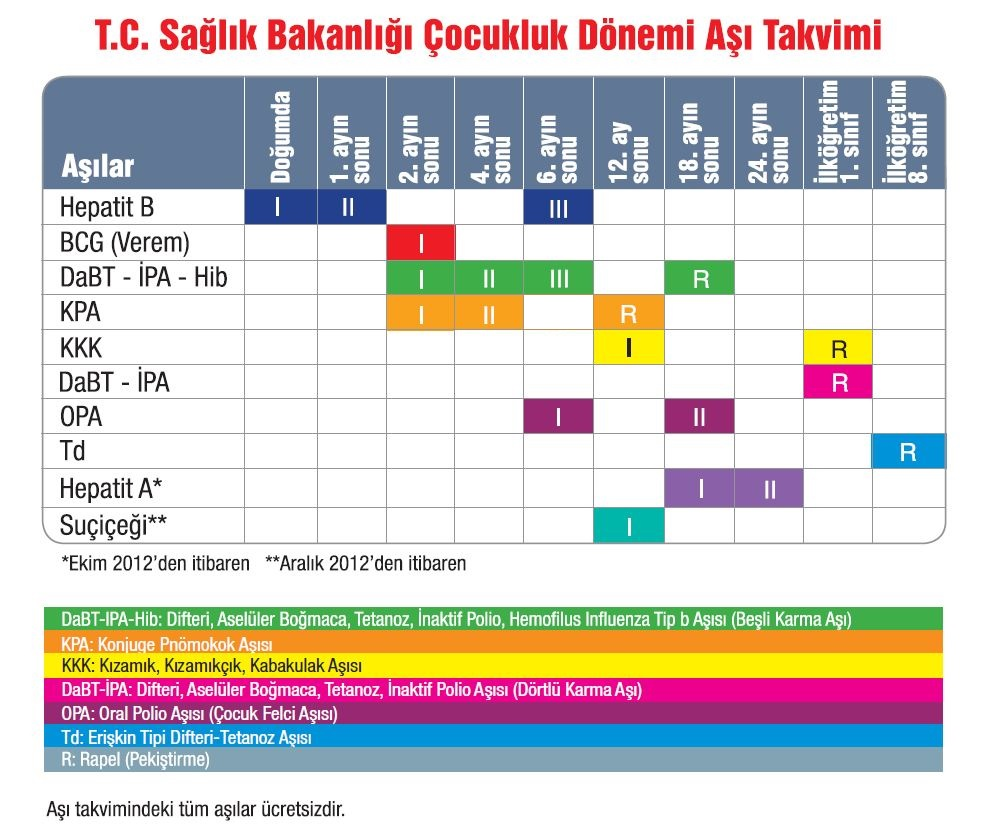 T.C. Sağlık Bakanlığı Çocukluk Dönemi Aşı Takvimi
Aşılar
Doğumda
1. ayın sonu
2. ayın sonu
4. ayın sonu
6. ayın sonu
12. ay sonu
18. ayın sonu
24. ayın sonu
İlköğretim 1. sınıf
İlköğretim 8. sınıf
Hepatit B I II III
BCG (Verem) I
DaBT - İPA - Hib I II III R
KPA I II R
KKK I R
DaBT - İPA R
OPA I II
Td R
Hepatit A* I II
Suçiçeği** I
*Ekim 2012'den itibaren **Aralık 2012'den itibaren
DaBT-IPA-Hib: Difteri, Aselüler Boğmaca, Tetanoz, İnaktif Polio, Hemofilus Influenza Tip b Aşısı (Beşli Karma Aşı)
KPA: Konjuge Pnömokok Aşısı
KKK: Kızamık, Kızamıkçık, Kabakulak Aşısı
DaBT-İPA: Difteri, Aselüler Boğmaca, Tetanoz, İnaktif Polio Aşısı (Dörtlü Karma Aşı)
OPA: Oral Polio Aşısı (Çocuk Felci Aşısı)
Td: Erişkin Tipi Difteri-Tetanoz Aşısı
R: Rapel (Pekiştirme)
Aşı takvimindeki tüm aşılar ücretsizdir.